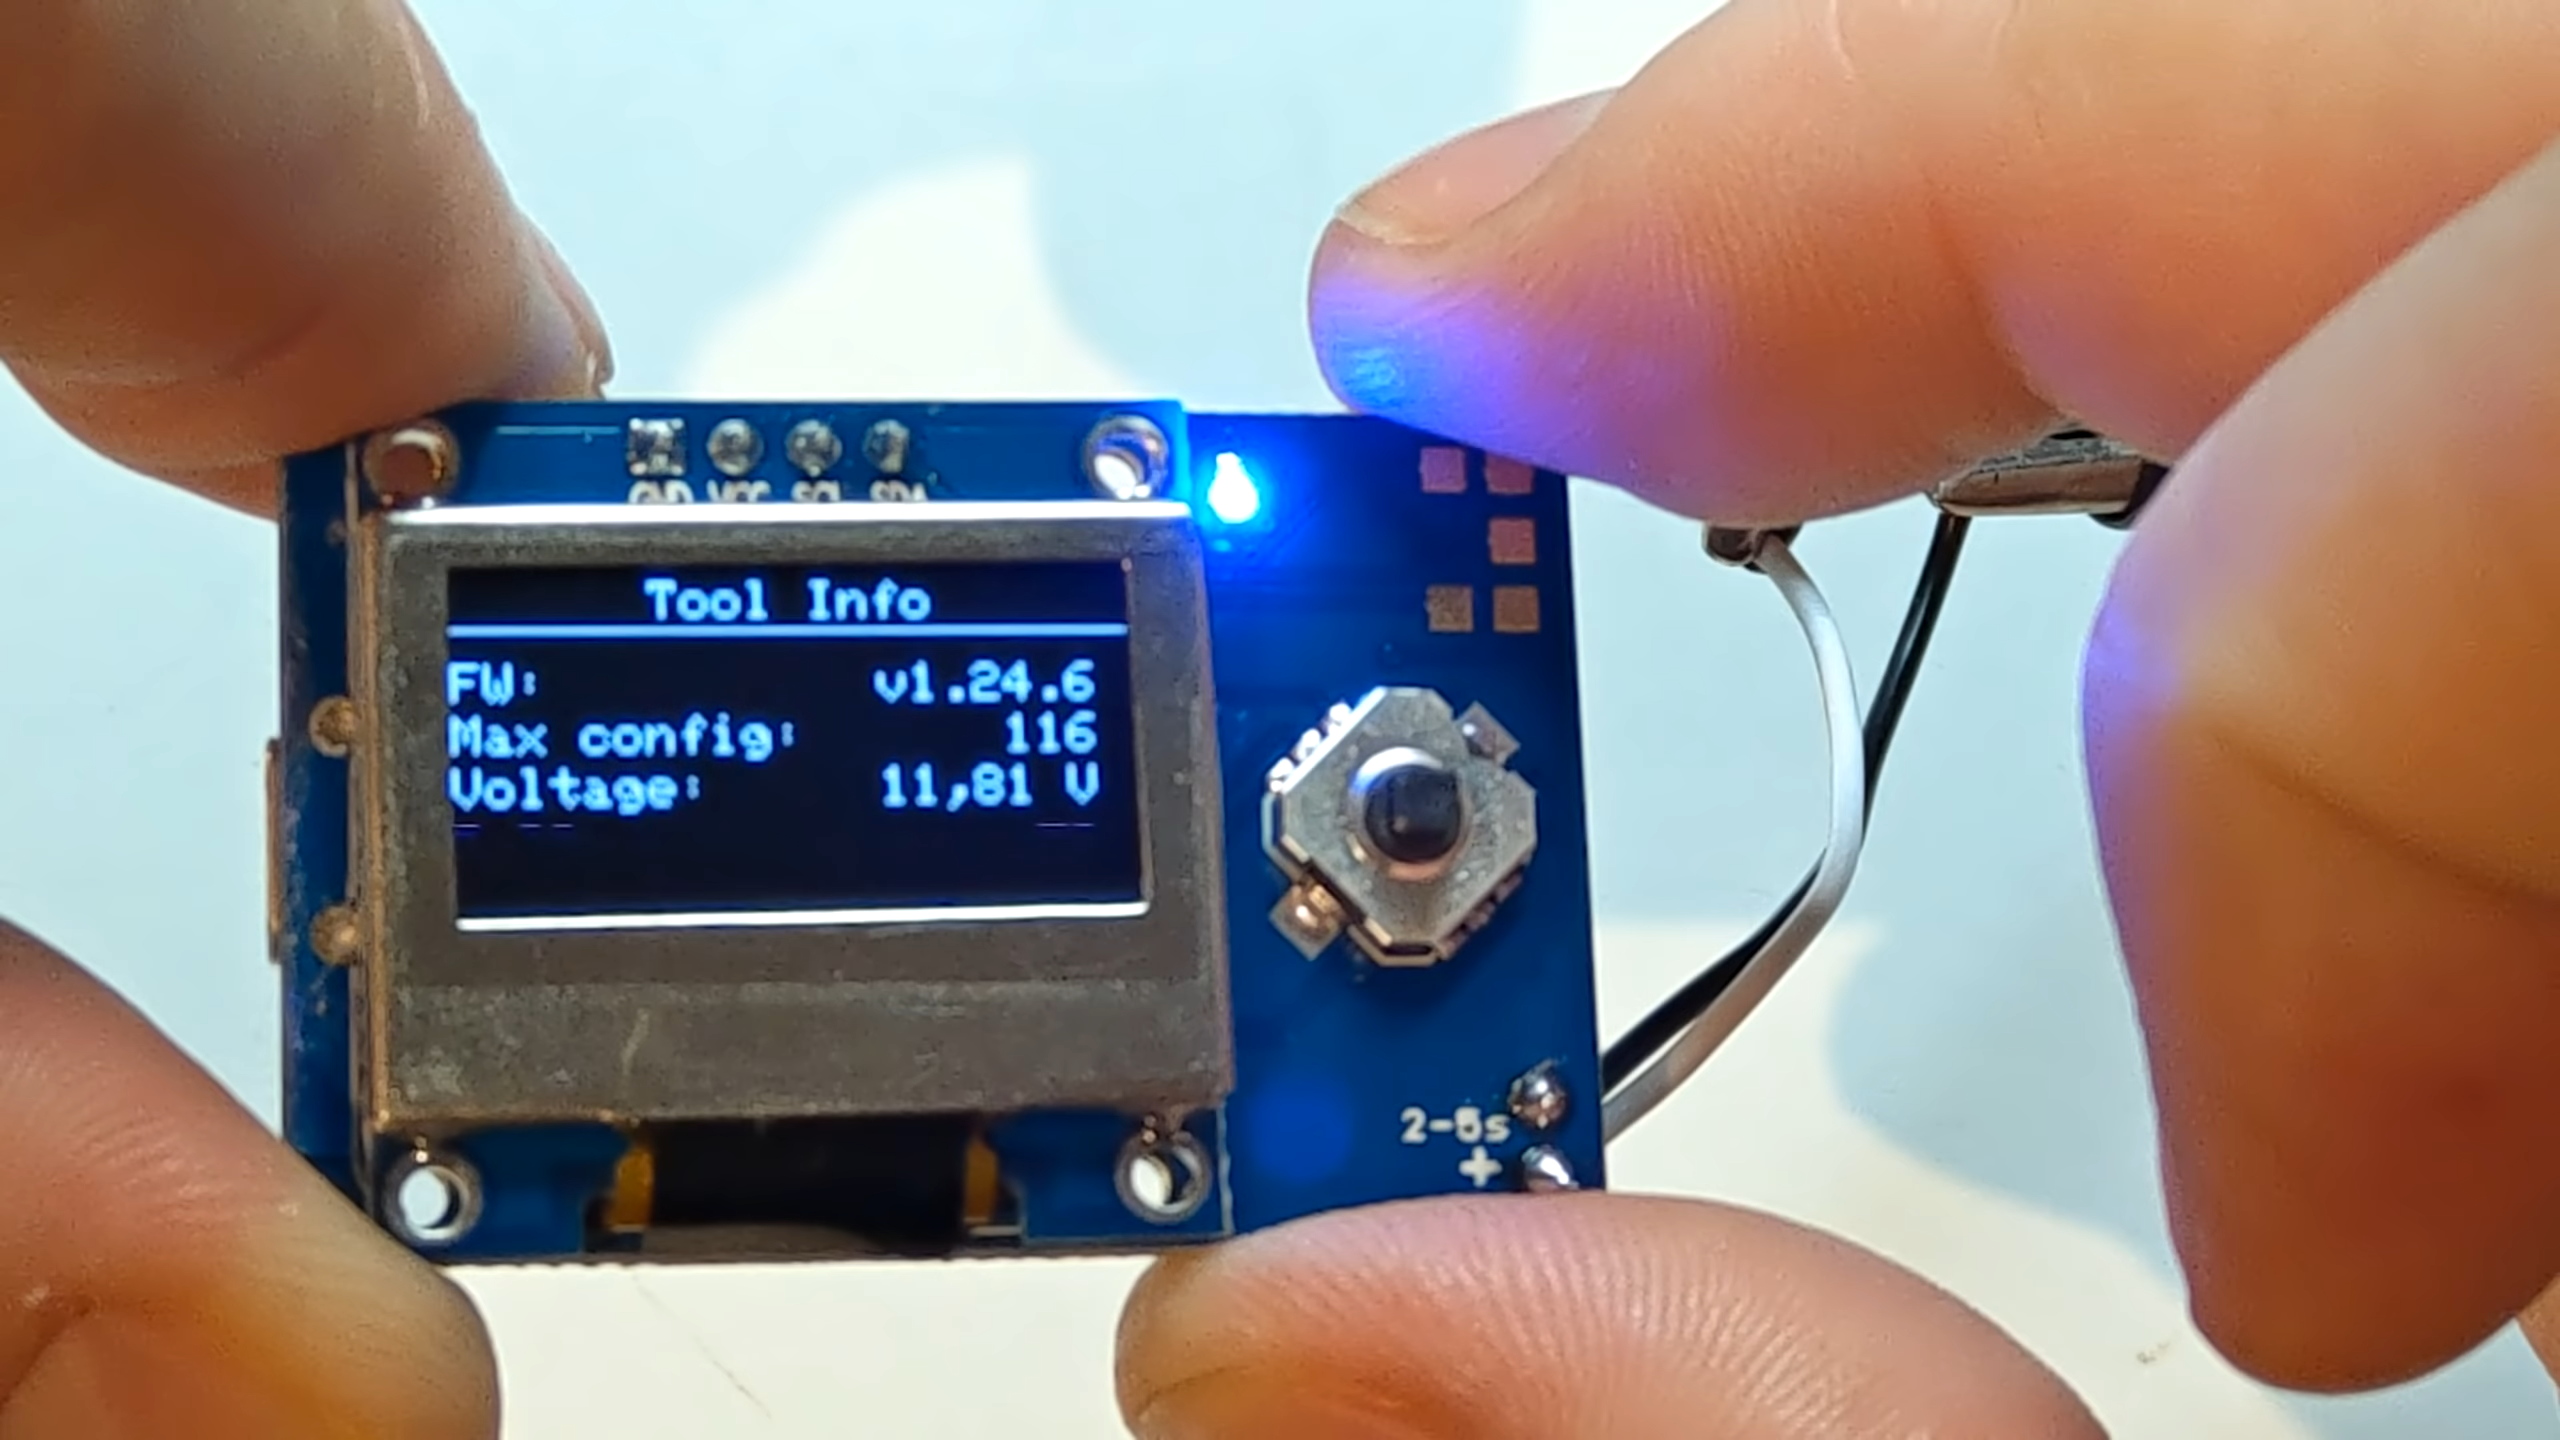 GND VCC SCL SDA
Tool Info
FW: v1.24.6
Max config: 116
Voltage: 11,81 V
2-6s
+